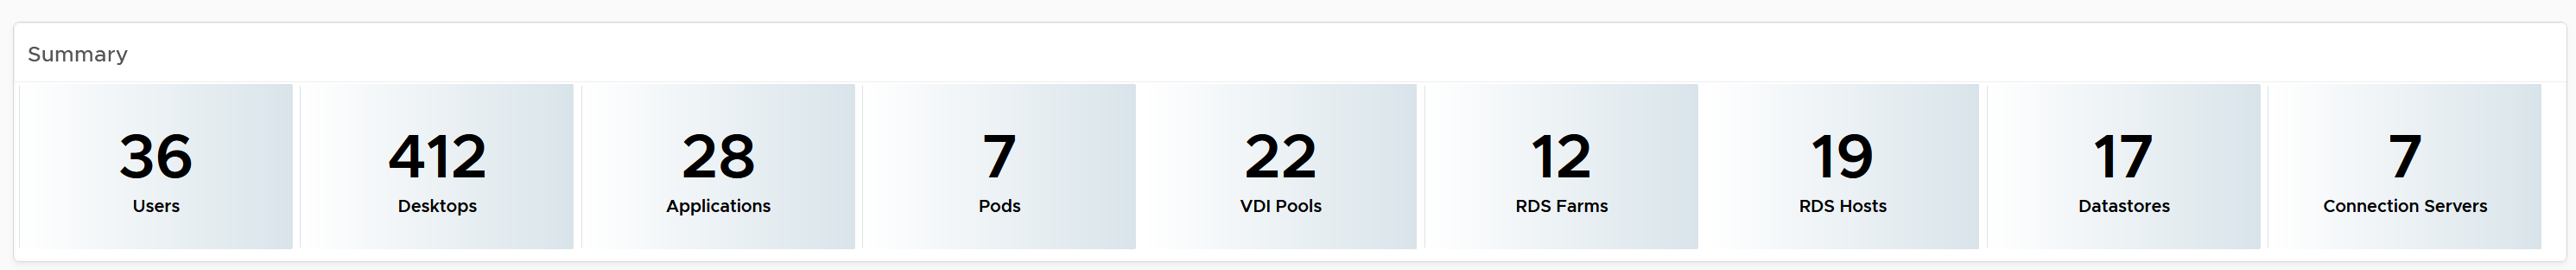 Summary
36 412 28 7 22 12 19 17 7
Users Desktops Applications Pods VDI Pools RDS Farms RDS Hosts Datastores Connection Servers